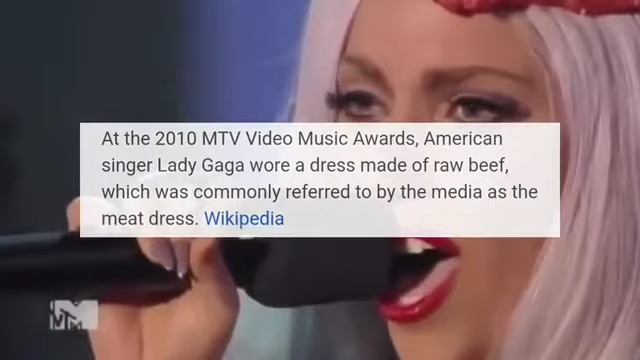 At the 2010 MTV Video Music Awards, American
singer Lady Gaga wore a dress made of raw beef,
which was commonly referred to by the media as the
meat dress. Wikipedia
MTV